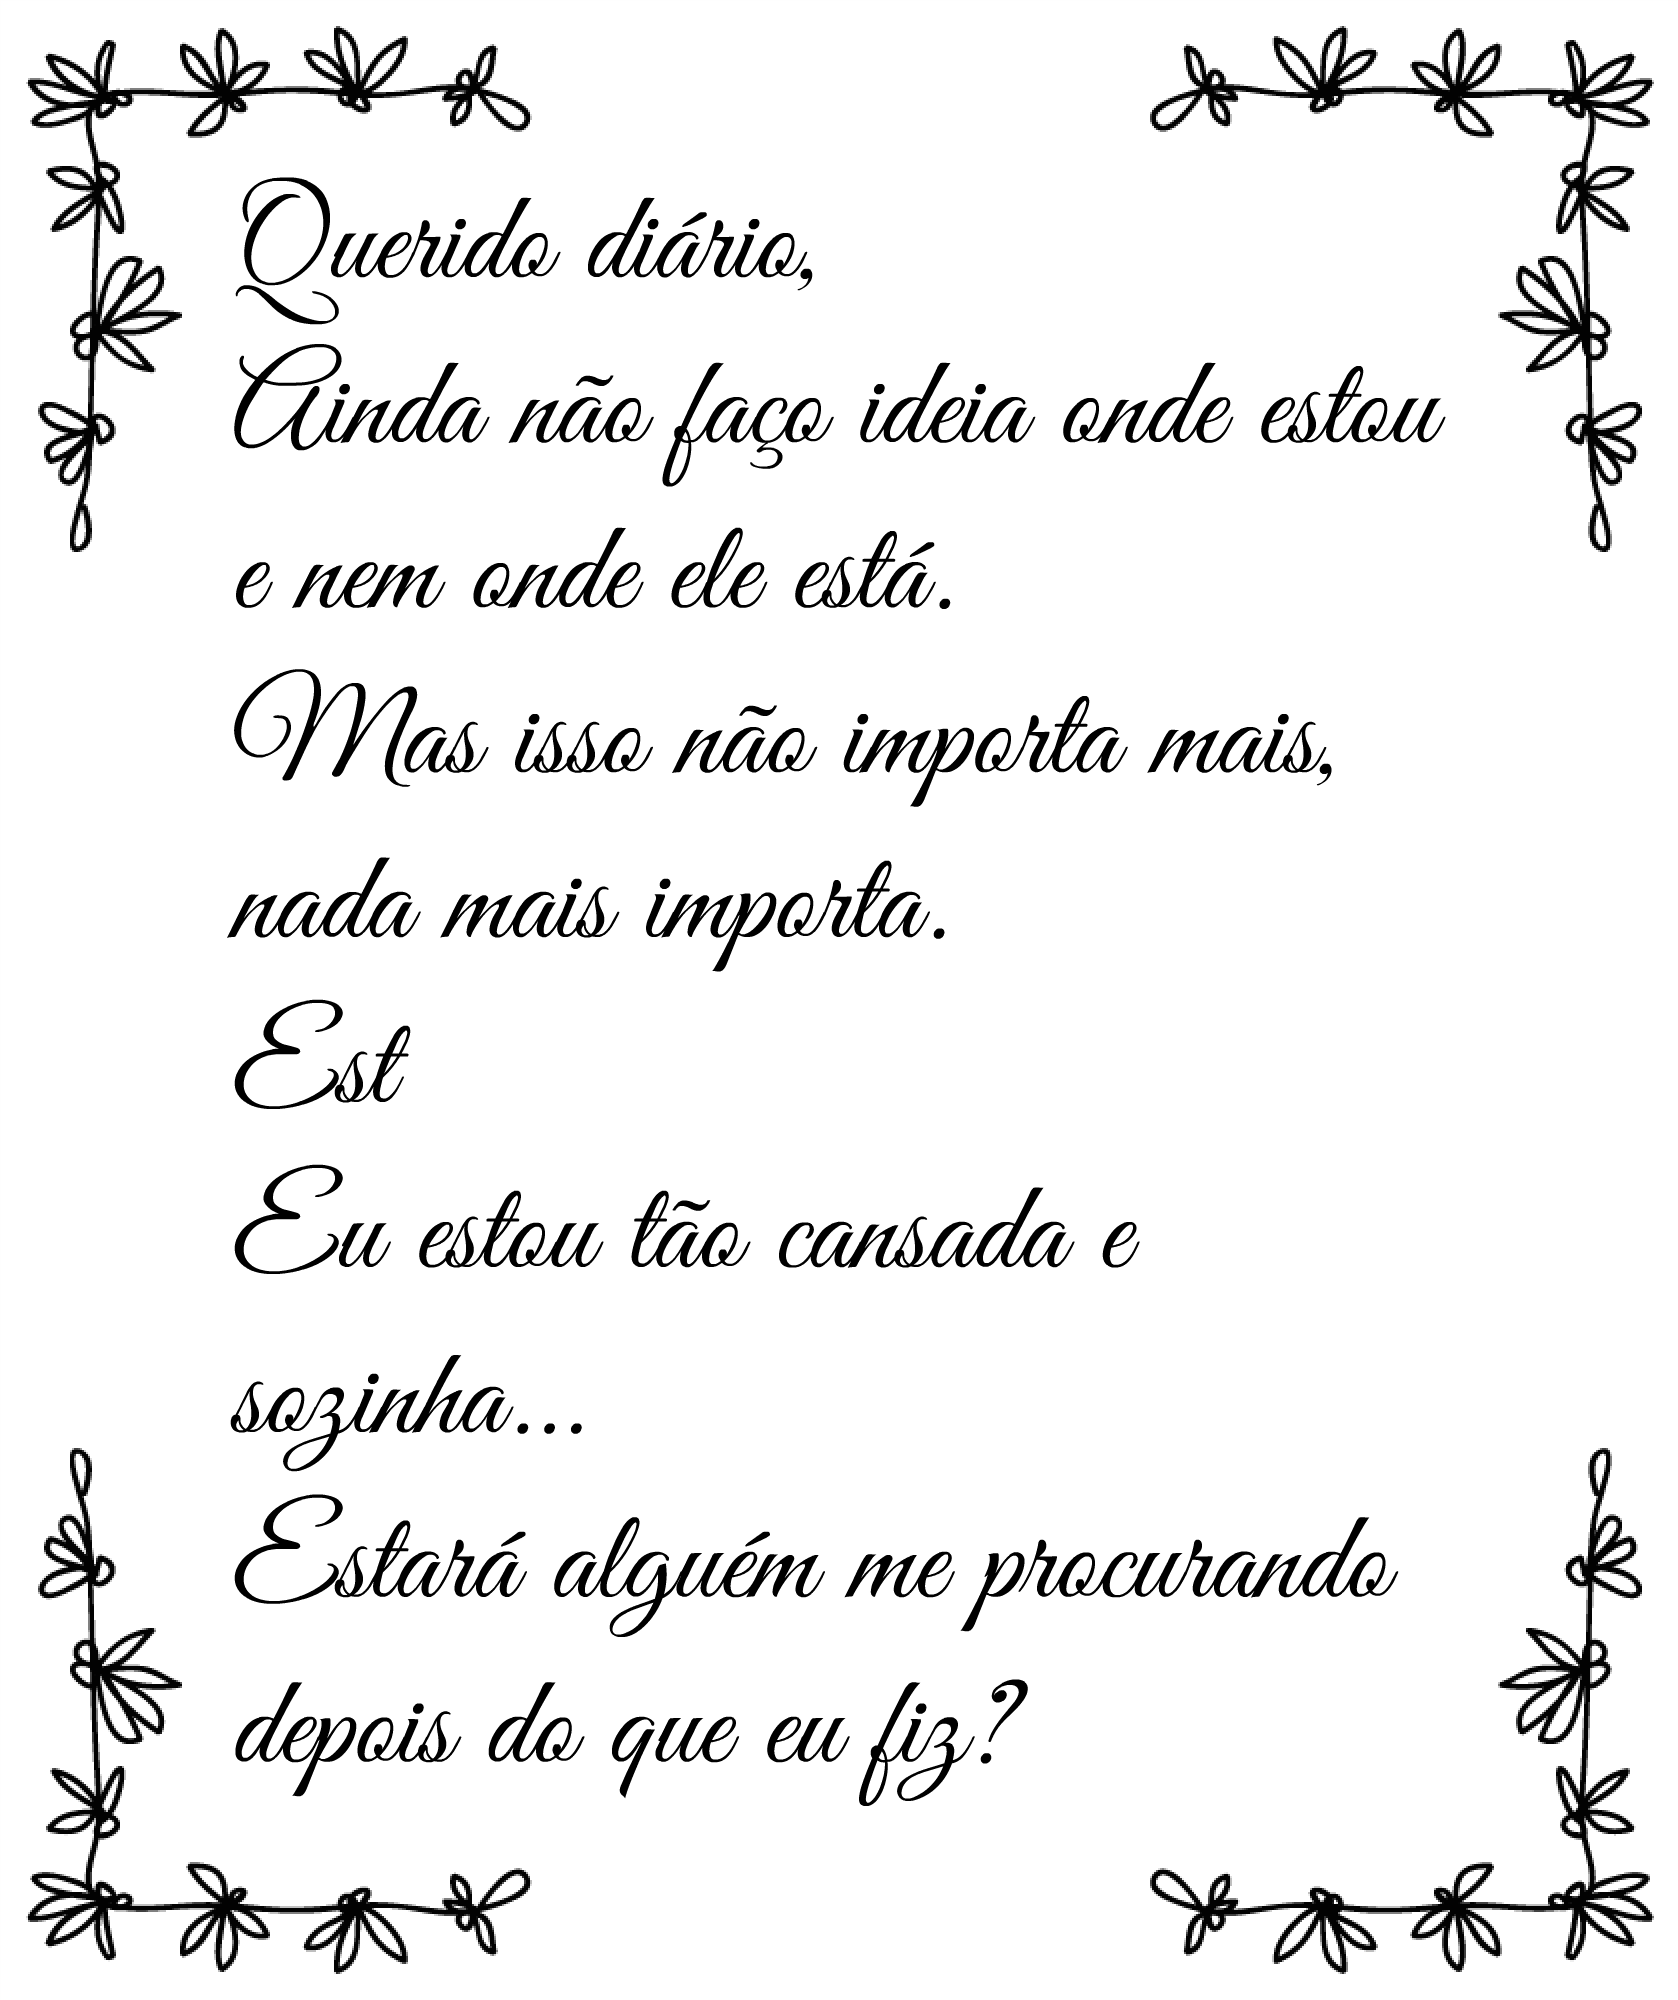 Querido diário,
Ainda não faço ideia onde estou
e nem onde ele está.
Mas isso não importa mais,
nada mais importa.
Est
Eu estou tão cansada e
sozinha...
Estará alguém me procurando
depois do que eu fiz?